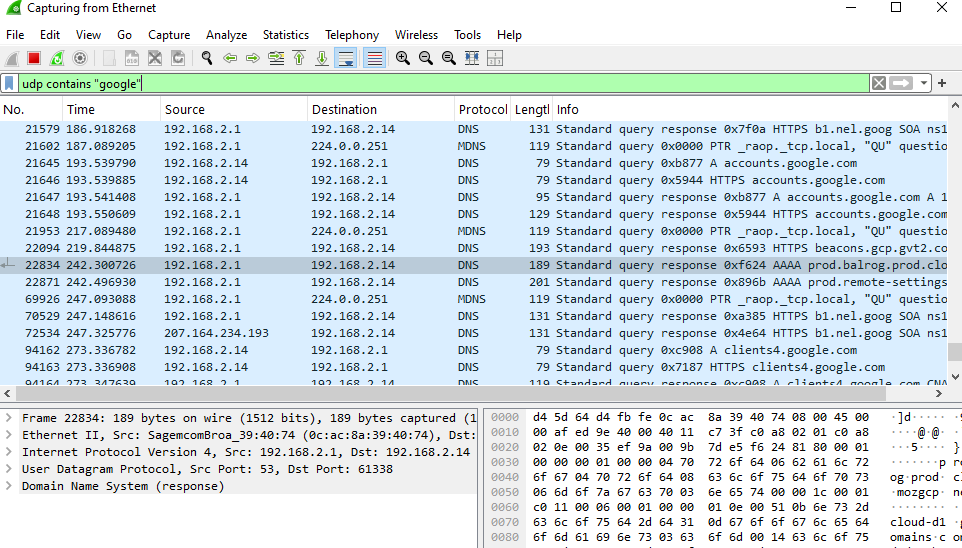 Capturing from Ethernet
File Edit View Go Capture Analyze Statistics Telephony Wireless Tools Help
udp contains "google"
No. Time Source Destination Protocol Lengtl Info
21579 186.918268 192.168.2.1 192.168.2.14 DNS 131 Standard query response 0x7f0a HTTPS b1.nel.goog SOA ns1
21602 187.089205 192.168.2.1 224.0.0.251 MDNS 119 Standard query 0x0000 PTR _raop._tcp.local, "QU" questio
21645 193.539790 192.168.2.14 192.168.2.1 DNS 79 Standard query 0xb877 A accounts.google.com
21646 193.539885 192.168.2.14 192.168.2.1 DNS 79 Standard query 0x5944 HTTPS accounts.google.com
21647 193.541408 192.168.2.1 192.168.2.14 DNS 95 Standard query response 0xb877 A accounts.google.com A 1
21648 193.550609 192.168.2.1 192.168.2.14 DNS 129 Standard query response 0x5944 HTTPS accounts.google.com
21953 217.089480 192.168.2.1 224.0.0.251 MDNS 119 Standard query 0x0000 PTR _raop._tcp.local, "QU" questio
22094 219.844875 192.168.2.1 192.168.2.14 DNS 193 Standard query response 0x6593 HTTPS beacons.gcp.gvt2.co
22834 242.300726 192.168.2.1 192.168.2.14 DNS 189 Standard query response 0xf624 AAAA prod.balrog.prod.clo
22871 242.496930 192.168.2.1 192.168.2.14 DNS 201 Standard query response 0x896b AAAA prod.remote-settings
69926 247.093088 192.168.2.1 224.0.0.251 MDNS 119 Standard query 0x0000 PTR _raop._tcp.local, "QU" questio
70529 247.148616 192.168.2.1 192.168.2.14 DNS 131 Standard query response 0xa385 HTTPS b1.nel.goog SOA ns1
72534 247.325776 207.164.234.193 192.168.2.14 DNS 131 Standard query response 0x4e64 HTTPS b1.nel.goog SOA ns1
94162 273.336782 192.168.2.14 192.168.2.1 DNS 79 Standard query 0xc908 A clients4.google.com
94163 273.336908 192.168.2.14 192.168.2.1 DNS 79 Standard query 0x7187 HTTPS clients4.google.com
94164 273.347639 192.168.2.1 192.168.2.14 DNS 119 Standard query response 0xc908 A clients4.google.com CNA
Frame 22834: 189 bytes on wire (1512 bits), 189 bytes captured (1
Ethernet II, Src: SagemcomBroa_39:40:74 (0c:ac:8a:39:40:74), Dst:
Internet Protocol Version 4, Src: 192.168.2.1, Dst: 192.168.2.14
User Datagram Protocol, Src Port: 53, Dst Port: 61338
Domain Name System (response)
0000 d4 5d 64 d4 fb fe 0c ac 8a 39 40 74 08 00 45 00 ·]d·····
0010 00 af ed 9e 40 00 40 11 c7 3f c0 a8 02 01 c0 a8 ····@·@·
0020 02 0e 00 35 ef 9a 00 9b 7d e5 f6 24 81 80 00 01 ···5···· }
0030 00 00 00 01 00 00 04 70 72 6f 64 06 62 61 6c 72 ·······p r
0040 6f 67 04 70 72 6f 64 08 63 6c 6f 75 64 6f 70 73 og·prod· cl
0050 06 6d 6f 7a 67 63 70 03 6e 65 74 00 00 1c 00 01 ·mozgcp· ne
0060 c0 11 00 06 00 01 00 00 01 0e 00 51 0b 6e 73 2d
0070 63 6c 6f 75 64 2d 64 31 0d 67 6f 6f 67 6c 65 64 cloud-d1 ·g
0080 6f 6d 61 69 6e 73 03 63 6f 6d 00 14 63 6c 6f 75 omains·c om